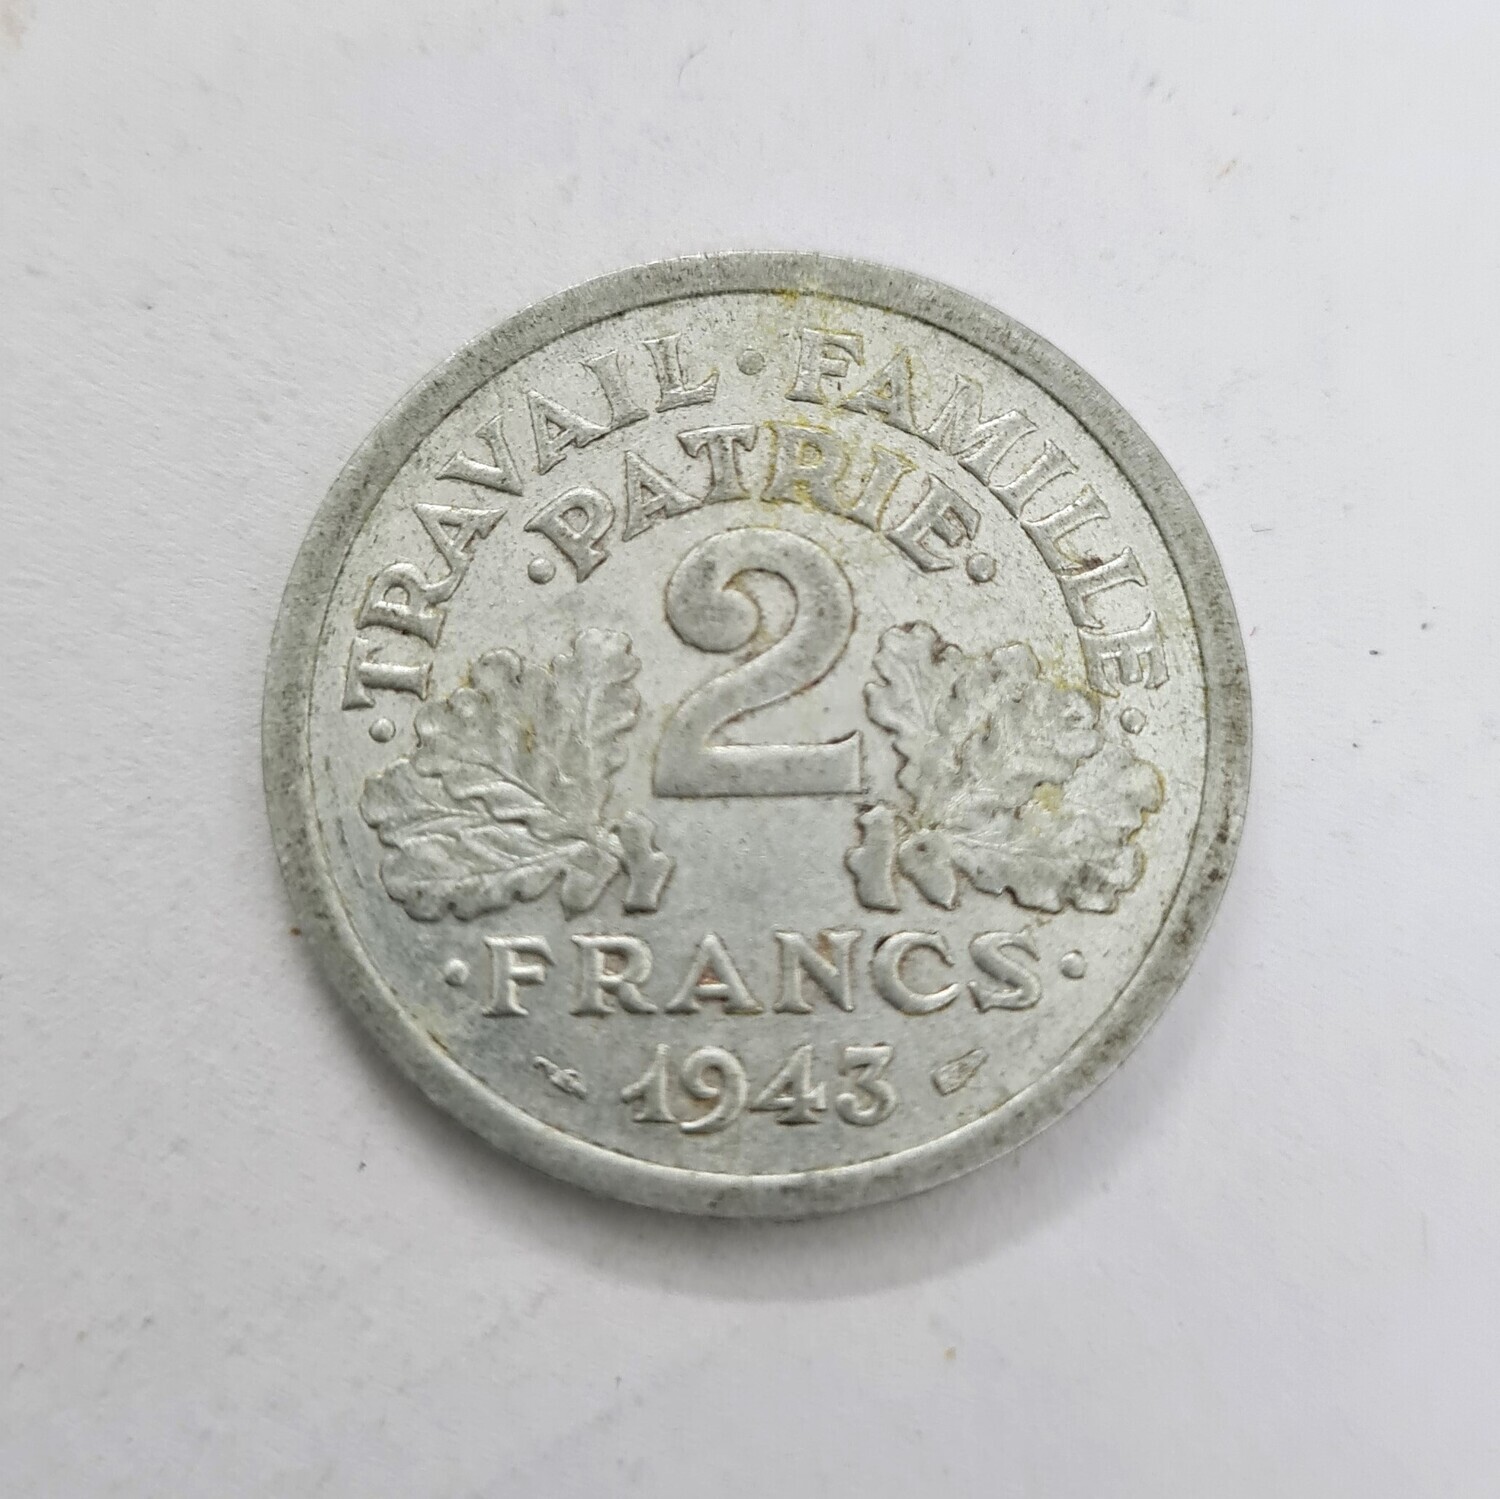 ·TRAVAIL·FAMILLE·
·PATRIE·
2
·FRANCS·
1943